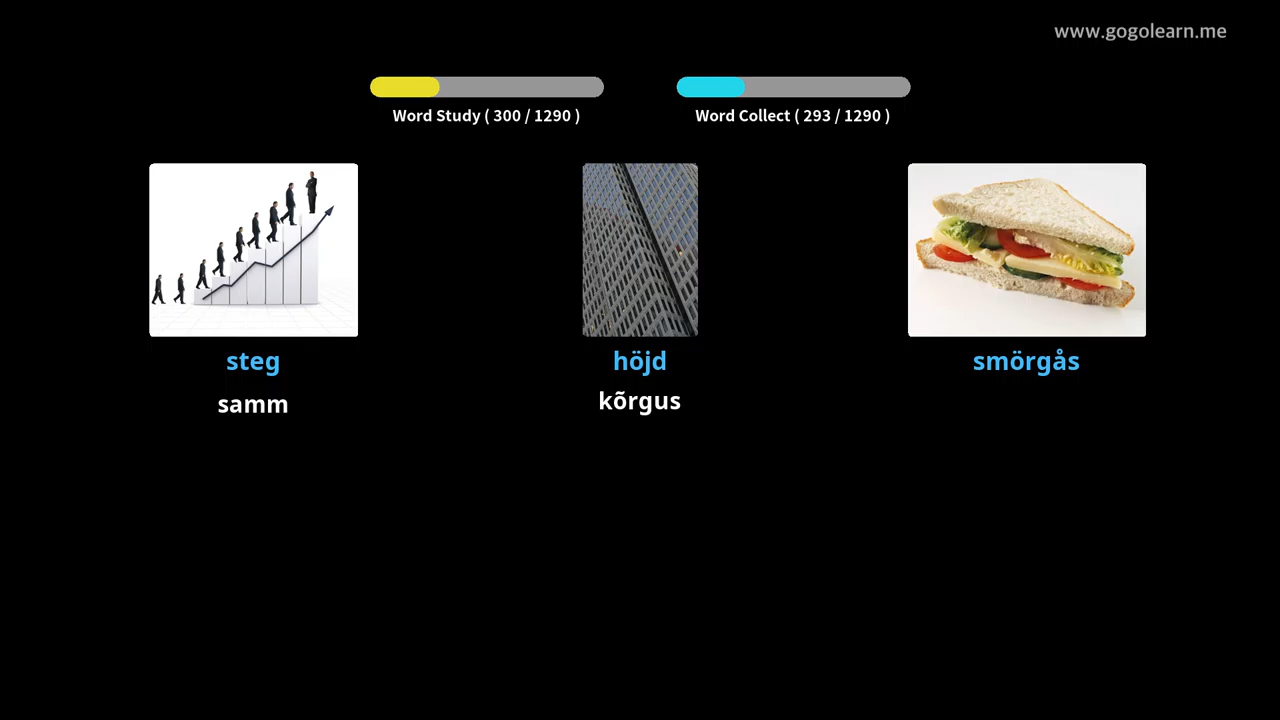 www.gogolearn.me
Word Study ( 300 / 1290 )
Word Collect ( 293 / 1290 )
steg
höjd
smörgås
samm
kõrgus